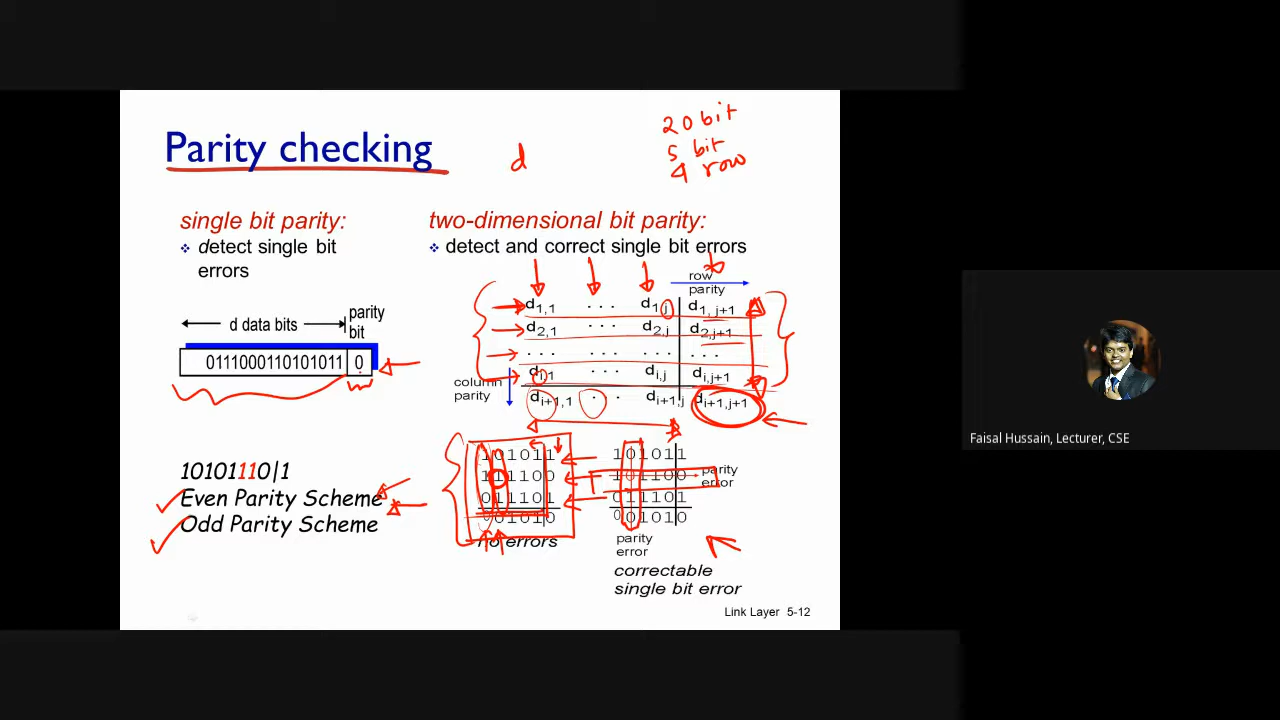 20 bit
5 bit
4 row
Parity checking
d
single bit parity:
detect single bit
errors
d data bits
parity
bit
0111000110101011 0
10101110|1
Even Parity Scheme
Odd Parity Scheme
two-dimensional bit parity:
detect and correct single bit errors
row
parity
d1,1 . . . d1,j d1, j+1
d2,1 . . . d2,j d2,j+1
. . . . . . . . . . . .
di,1 . . . di,j di,j+1
column
parity
di+1,1 . . . di+1,j di+1,j+1
101011
111100
011101
001010
no errors
101011
101100
011101
001010
parity
error
parity
error
correctable
single bit error
Link Layer 5-12
Faisal Hussain, Lecturer, CSE